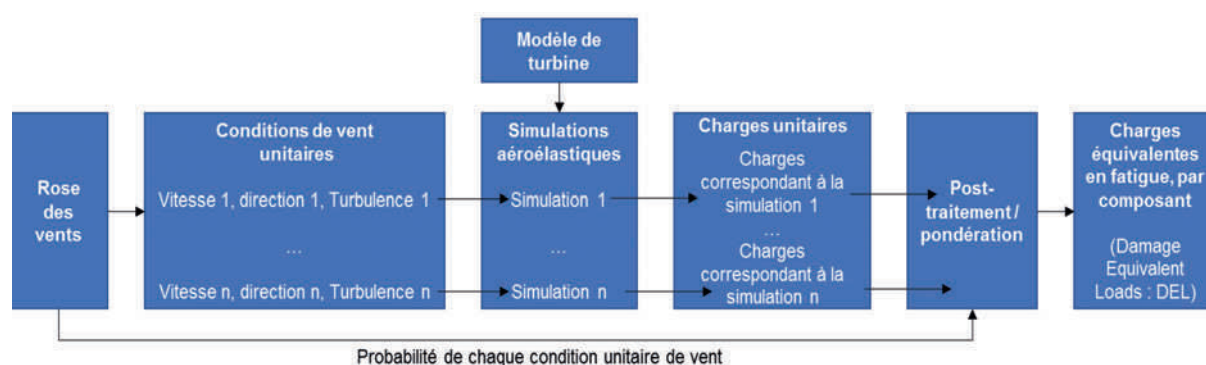 Modèle de
turbine
Rose
des
vents
Conditions de vent
unitaires
Vitesse 1, direction 1, Turbulence 1
...
Vitesse n, direction n, Turbulence n
Simulations
aéroélastiques
Simulation 1
...
Simulation n
Charges unitaires
Charges
correspondant à la
simulation 1
...
Charges
correspondant à la
simulation n
Post-
traitement /
pondération
Charges
équivalentes
en fatigue, par
composant
(Damage
Equivalent
Loads : DEL)
Probabilité de chaque condition unitaire de vent